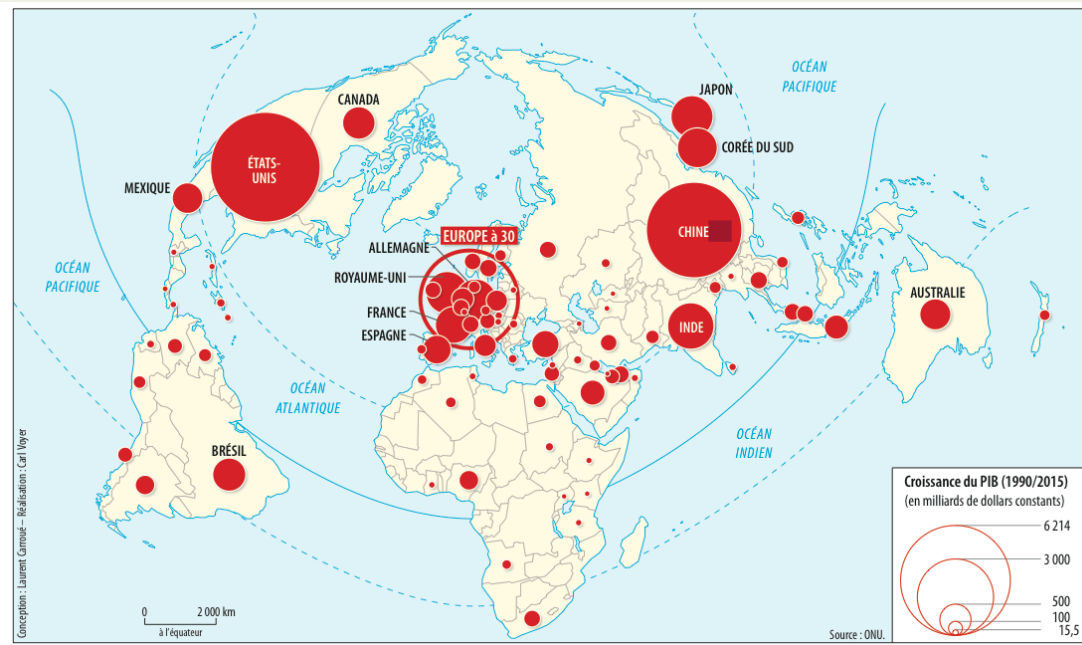 OCÉAN
PACIFIQUE
JAPON
CANADA
CORÉE DU SUD
ÉTATS-
UNIS
MEXIQUE
CHINE
EUROPE à 30
ALLEMAGNE
ROYAUME-UNI
OCÉAN
PACIFIQUE
FRANCE
ESPAGNE
INDE
AUSTRALIE
OCÉAN
ATLANTIQUE
OCÉAN
INDIEN
BRÉSIL
Croissance du PIB (1990/2015)
(en milliards de dollars constants)
6 214
3 000
500
100
15,5
0 2 000 km
à l'équateur
Source : ONU.
Conception : Laurent Carroué – Réalisation : Carl Voyer